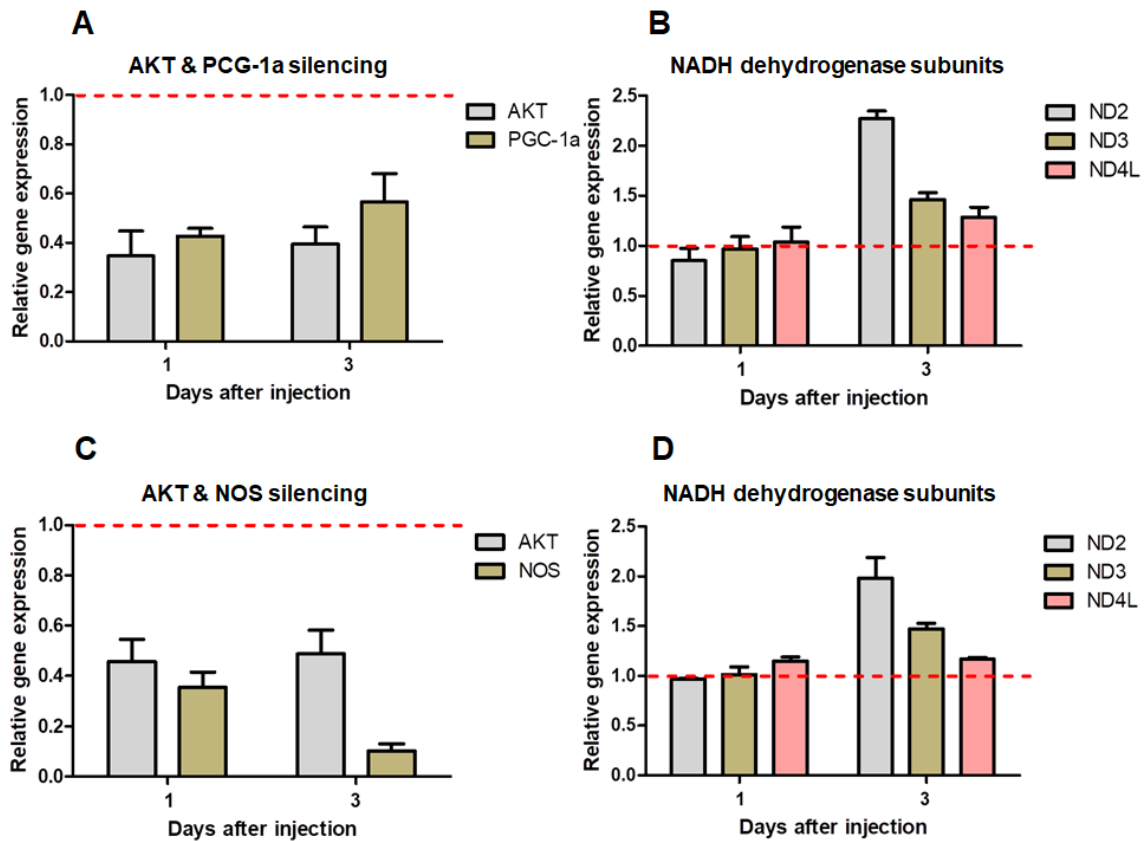 A
AKT & PCG-1a silencing
Relative gene expression
1.0
0.8
0.6
0.4
0.2
0.0
1
3
Days after injection
AKT
PGC-1a
B
NADH dehydrogenase subunits
Relative gene expression
2.5
2.0
1.5
1.0
0.5
0.0
1
3
Days after injection
ND2
ND3
ND4L
C
AKT & NOS silencing
Relative gene expression
1.0
0.8
0.6
0.4
0.2
0.0
1
3
Days after injection
AKT
NOS
D
NADH dehydrogenase subunits
Relative gene expression
2.5
2.0
1.5
1.0
0.5
0.0
1
3
Days after injection
ND2
ND3
ND4L